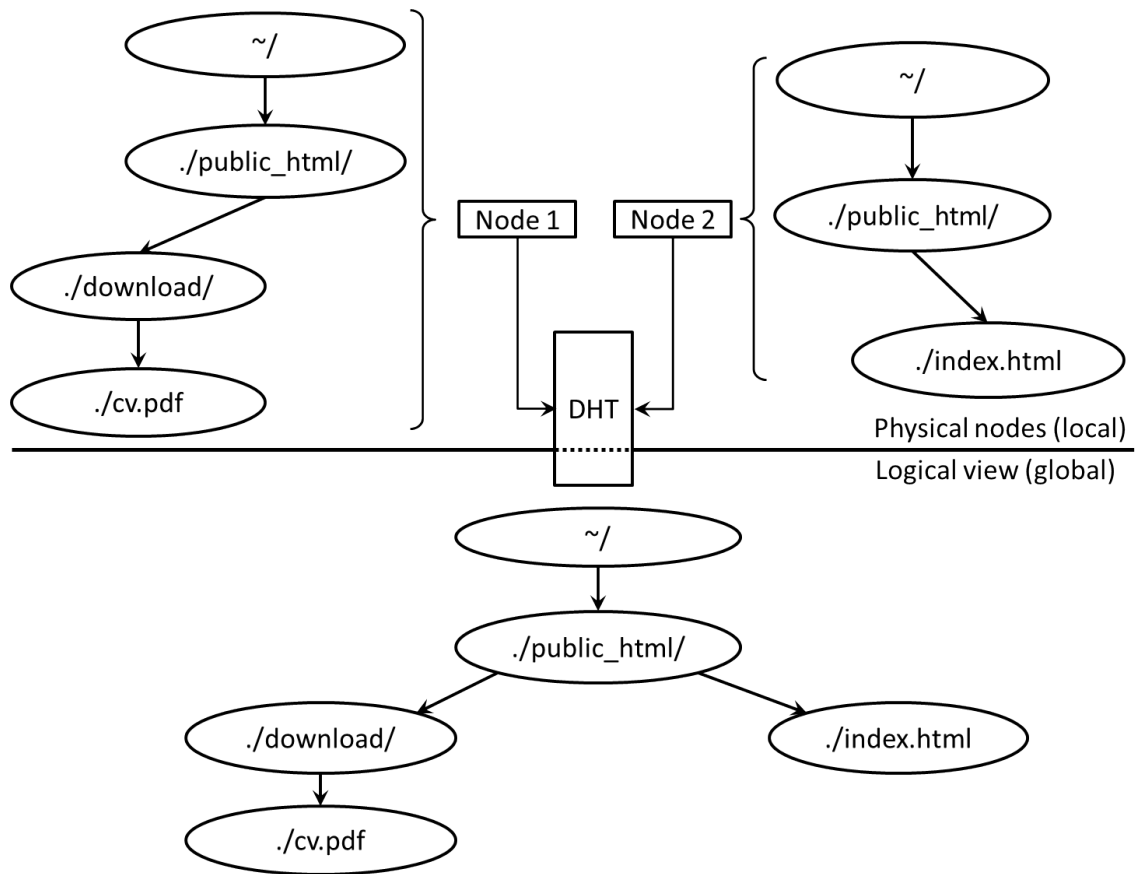 ~/
./public_html/
./download/
./cv.pdf
Node 1
Node 2
~/
./public_html/
./index.html
DHT
Physical nodes (local)
Logical view (global)
~/
./public_html/
./download/
./index.html
./cv.pdf